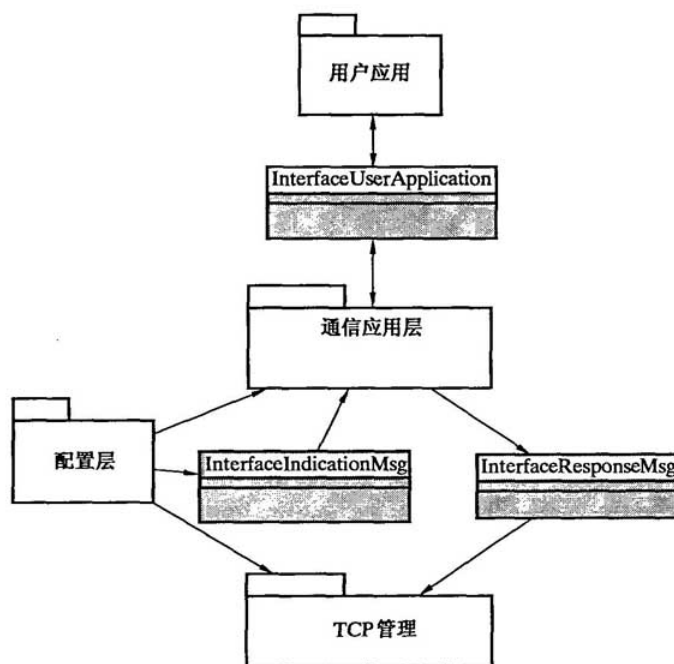 用户应用
InterfaceUserApplication
通信应用层
配置层
InterfaceIndicationMsg
InterfaceResponseMsg
TCP管理